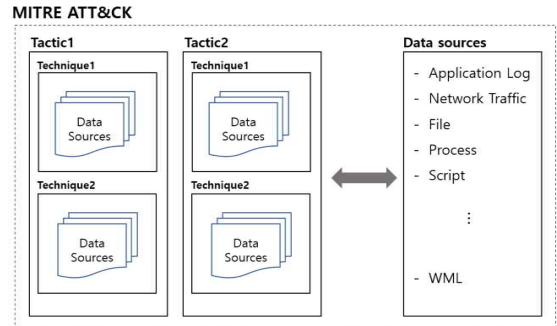 MITRE ATT&CK
Tactic1
Technique1
Data
Sources
Technique2
Data
Sources
Tactic2
Technique1
Data
Sources
Technique2
Data
Sources
Data sources
- Application Log
- Network Traffic
- File
- Process
- Script
⋮
- WML